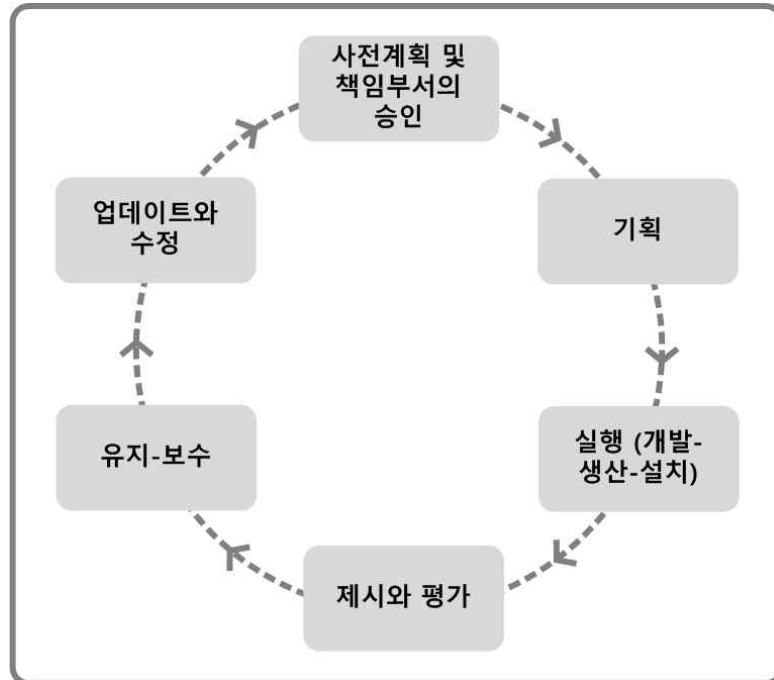 사전계획 및
책임부서의
승인
기획
실행 (개발-
생산-설치)
제시와 평가
유지-보수
업데이트와
수정